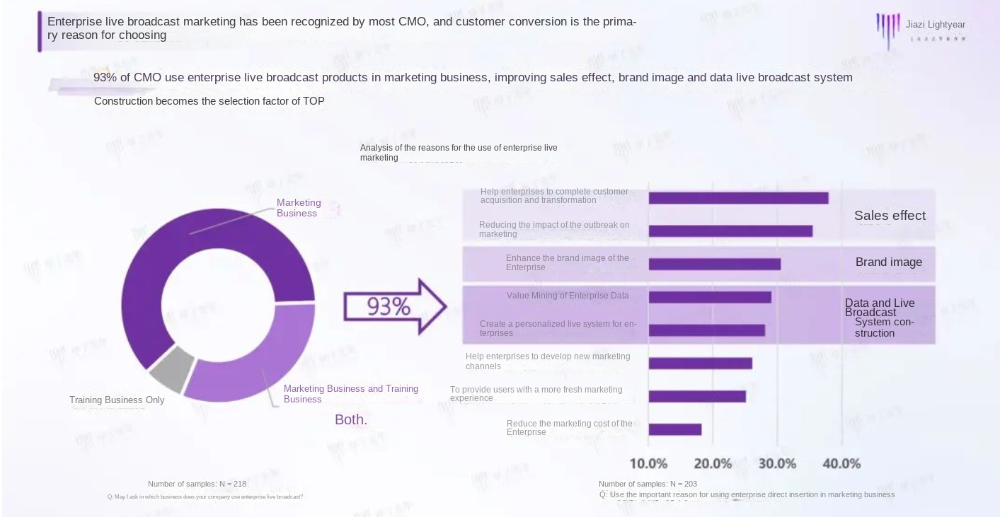 Enterprise live broadcast marketing has been recognized by most CMO, and customer conversion is the prima-
ry reason for choosing
Jiazi Lightyear
JAZZYEAR
93% of CMO use enterprise live broadcast products in marketing business, improving sales effect, brand image and data live broadcast system
Construction becomes the selection factor of TOP
Analysis of the reasons for the use of enterprise live
marketing
Marketing
Business
Marketing Business and Training
Business
Both.
Training Business Only
93%
Help enterprises to complete customer
acquisition and transformation
Reducing the impact of the outbreak on
marketing
Sales effect
Enhance the brand image of the
Enterprise
Brand image
Value Mining of Enterprise Data
Create a personalized live system for en-
terprises
Data and Live
Broadcast
System con-
struction
Help enterprises to develop new marketing
channels
To provide users with a more fresh marketing
experience
Reduce the marketing cost of the
Enterprise
10.0% 20.0% 30.0% 40.0%
Number of samples: N = 218
Q: May I ask in which business does your company use enterprise live broadcast?
Number of samples: N = 203
Q: Use the important reason for using enterprise direct insertion in marketing business